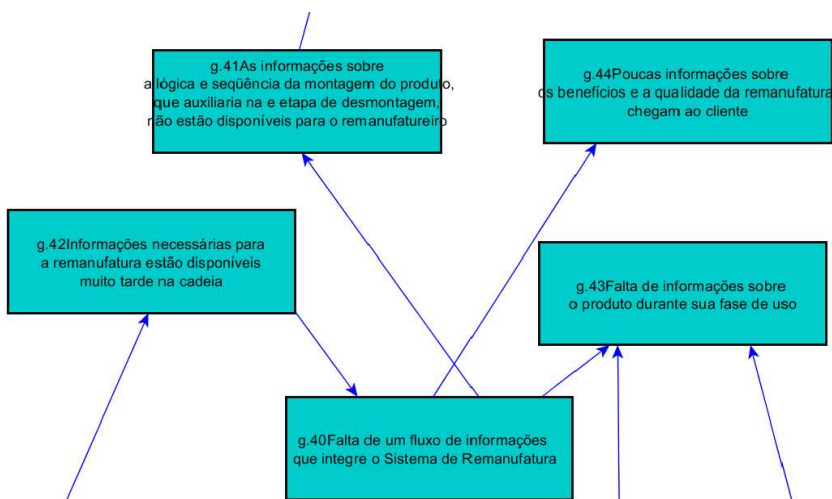 g.41As informações sobre
a lógica e seqüência da montagem do produto,
que auxiliaria na e etapa de desmontagem,
não estão disponíveis para o remanufatureiro
g.44Poucas informações sobre
os benefícios e a qualidade da remanufatura
chegam ao cliente
g.42Informações necessárias para
a remanufatura estão disponíveis
muito tarde na cadeia
g.43Falta de informações sobre
o produto durante sua fase de uso
g.40Falta de um fluxo de informações
que integre o Sistema de Remanufatura